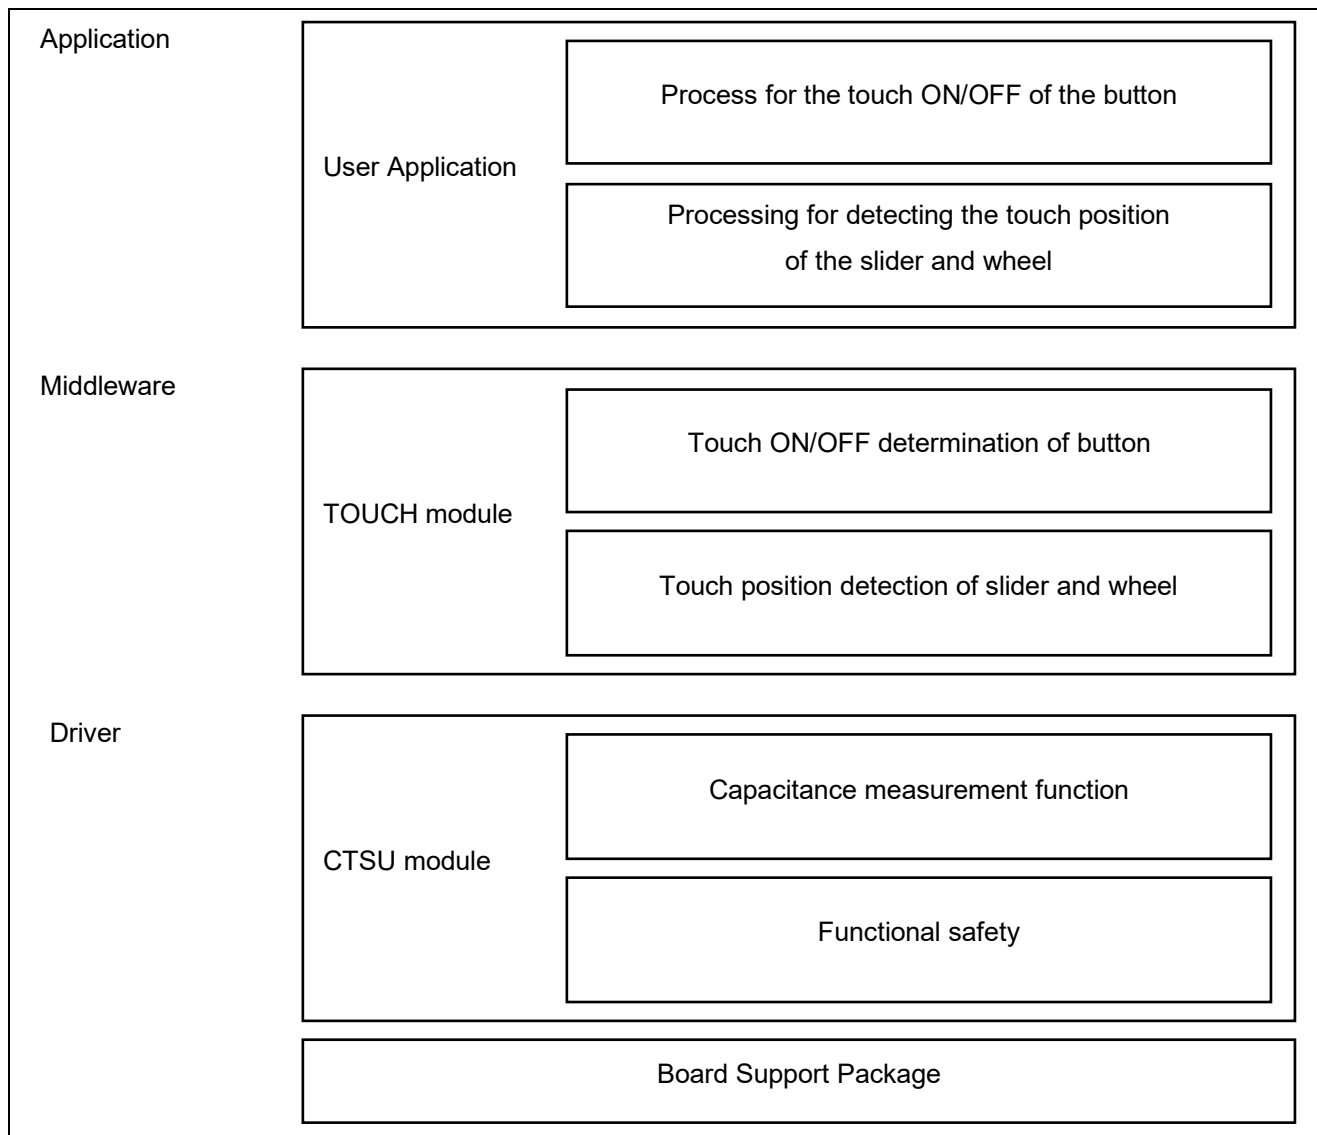 Application
User Application
Process for the touch ON/OFF of the button
Processing for detecting the touch position
of the slider and wheel
Middleware
TOUCH module
Touch ON/OFF determination of button
Touch position detection of slider and wheel
Driver
CTSU module
Capacitance measurement function
Functional safety
Board Support Package